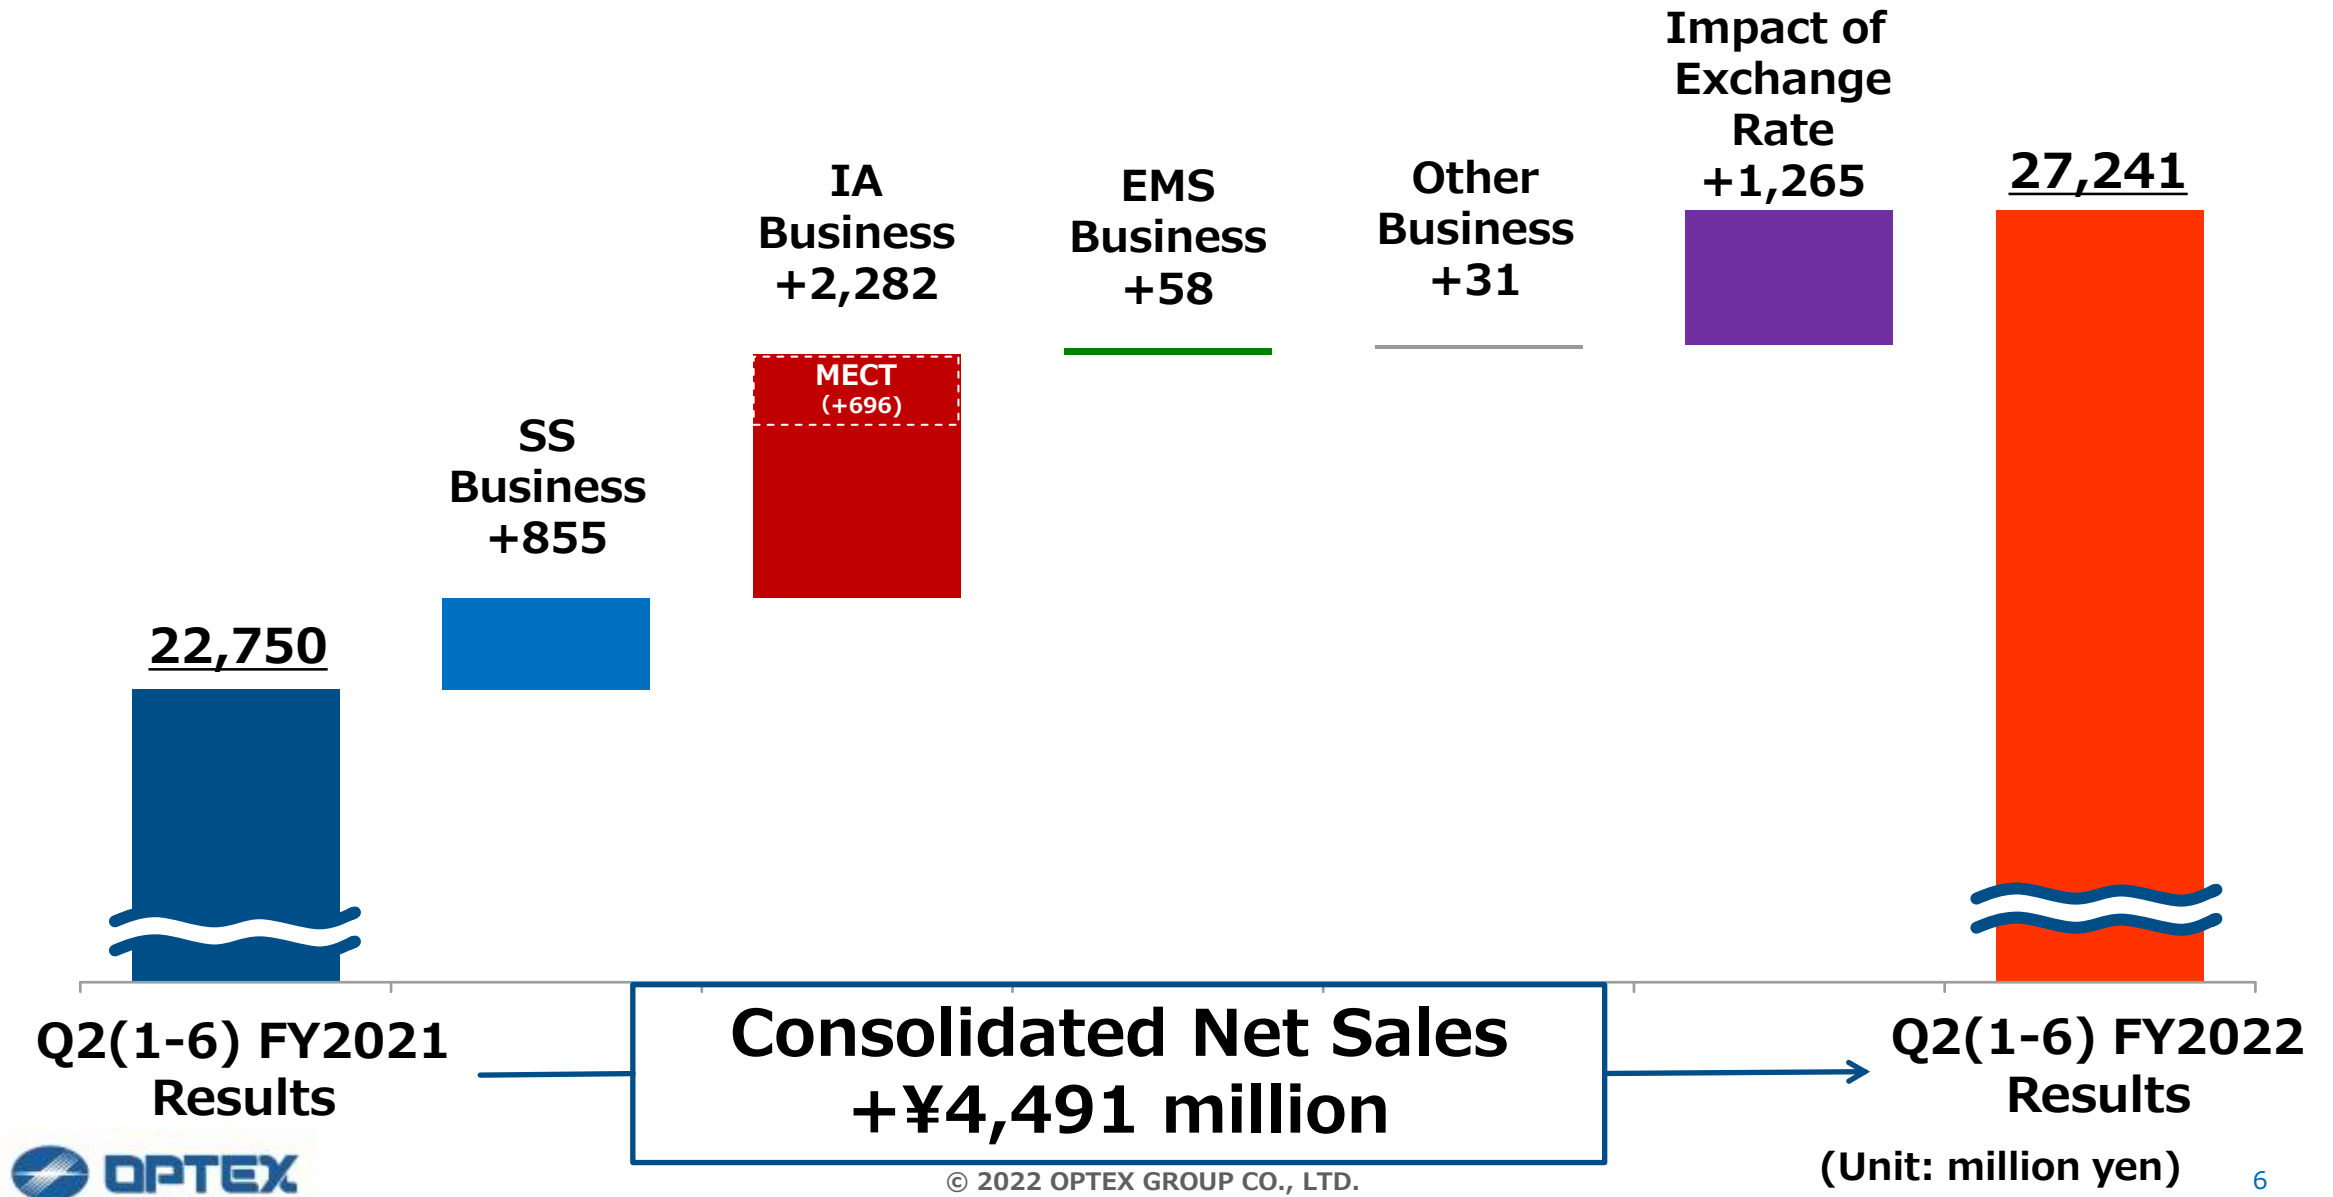 Impact of
Exchange
Rate
+1,265
27,241
IA
Business
+2,282
EMS
Business
+58
Other
Business
+31
MECT
(+696)
SS
Business
+855
22,750
Q2(1-6) FY2021
Results
Consolidated Net Sales
+¥4,491 million
Q2(1-6) FY2022
Results
(Unit: million yen)
OPTEX
© 2022 OPTEX GROUP CO., LTD.
6